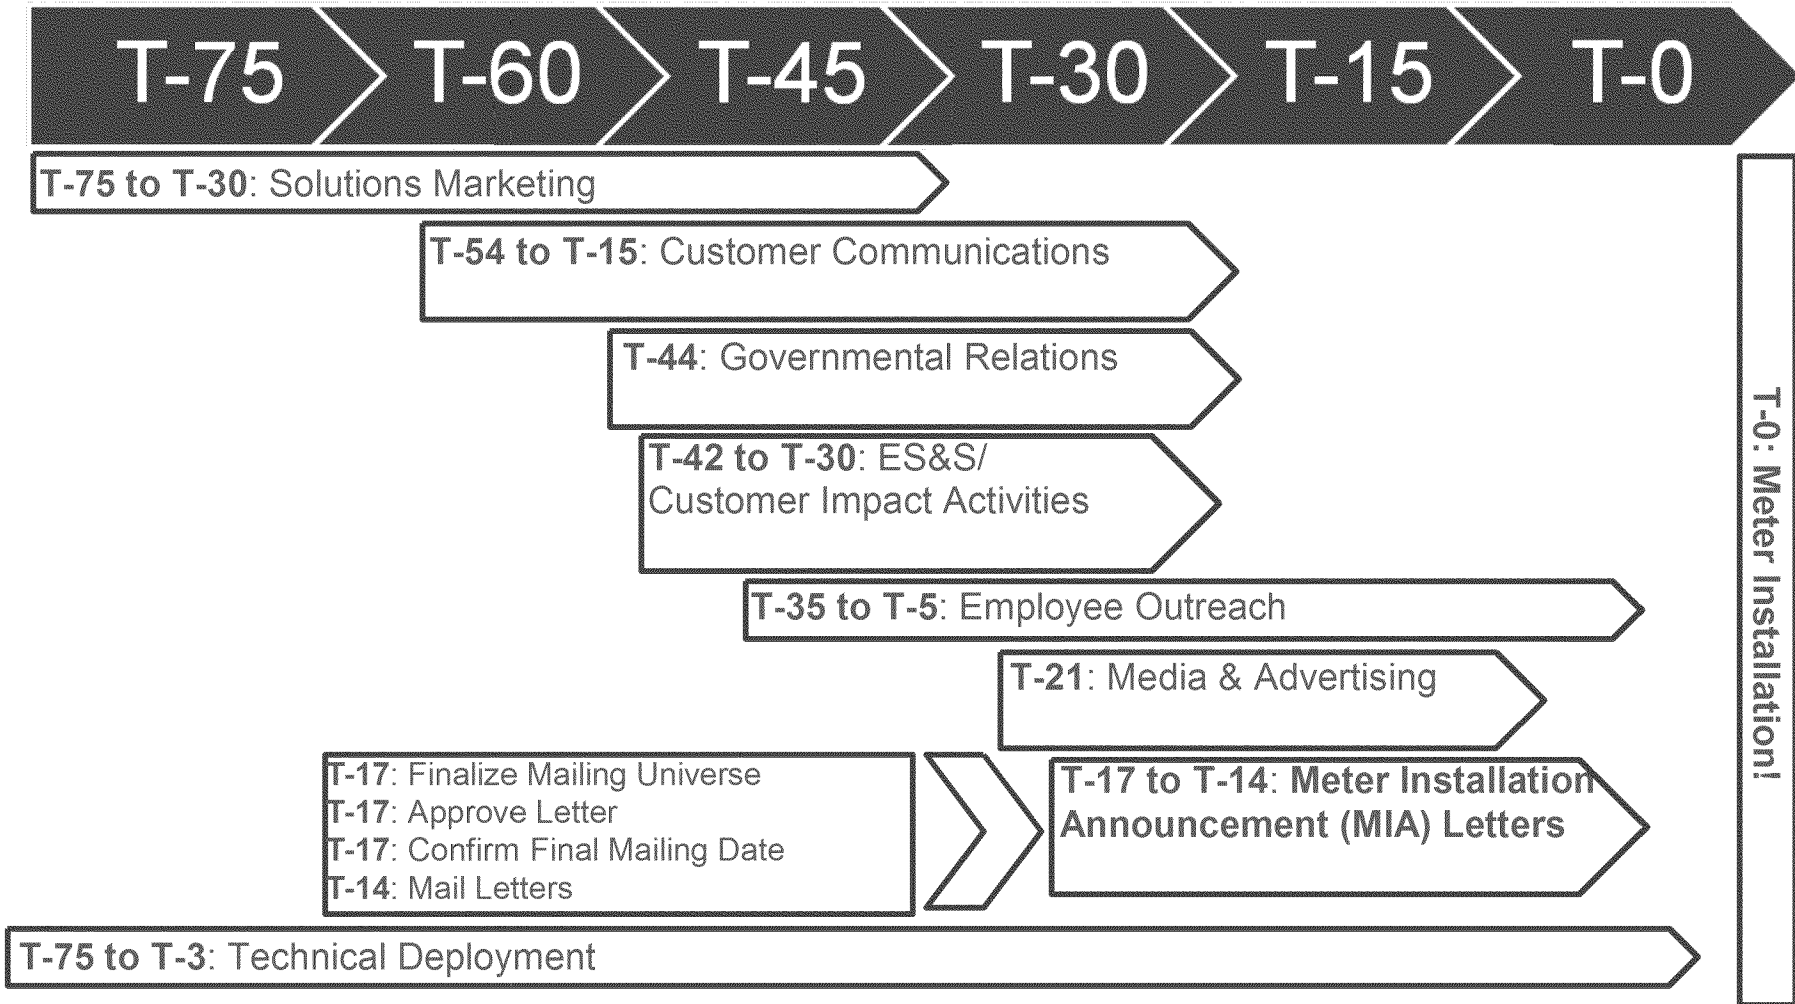 T-75
T-60
T-45
T-30
T-15
T-0
T-75 to T-30: Solutions Marketing
T-54 to T-15: Customer Communications
T-44: Governmental Relations
T-42 to T-30: ES&S/
Customer Impact Activities
T-35 to T-5: Employee Outreach
T-21: Media & Advertising
T-17: Finalize Mailing Universe
T-17: Approve Letter
T-17: Confirm Final Mailing Date
T-14: Mail Letters
T-17 to T-14: Meter Installation
Announcement (MIA) Letters
T-75 to T-3: Technical Deployment
T-0: Meter Installation!